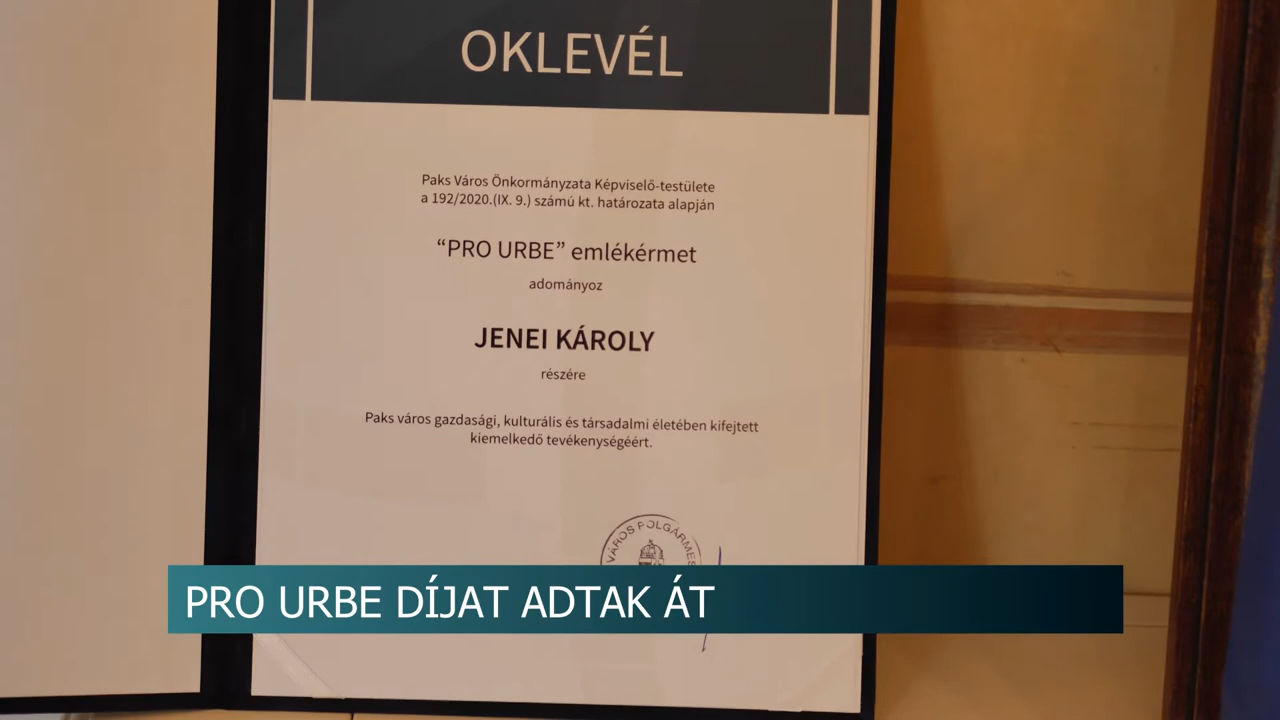 OKLEVÉL
Paks Város Önkormányzata Képviselő-testülete
a 192/2020.(IX. 9.) számú kt. határozata alapján
“PRO URBE” emlékérmet
adományoz
JENEI KÁROLY
részére
Paks város gazdasági, kulturális és társadalmi életében kifejtett
kiemelkedő tevékenységéért.
VÁROS POLGÁRMES
PRO URBE DÍJAT ADTAK ÁT